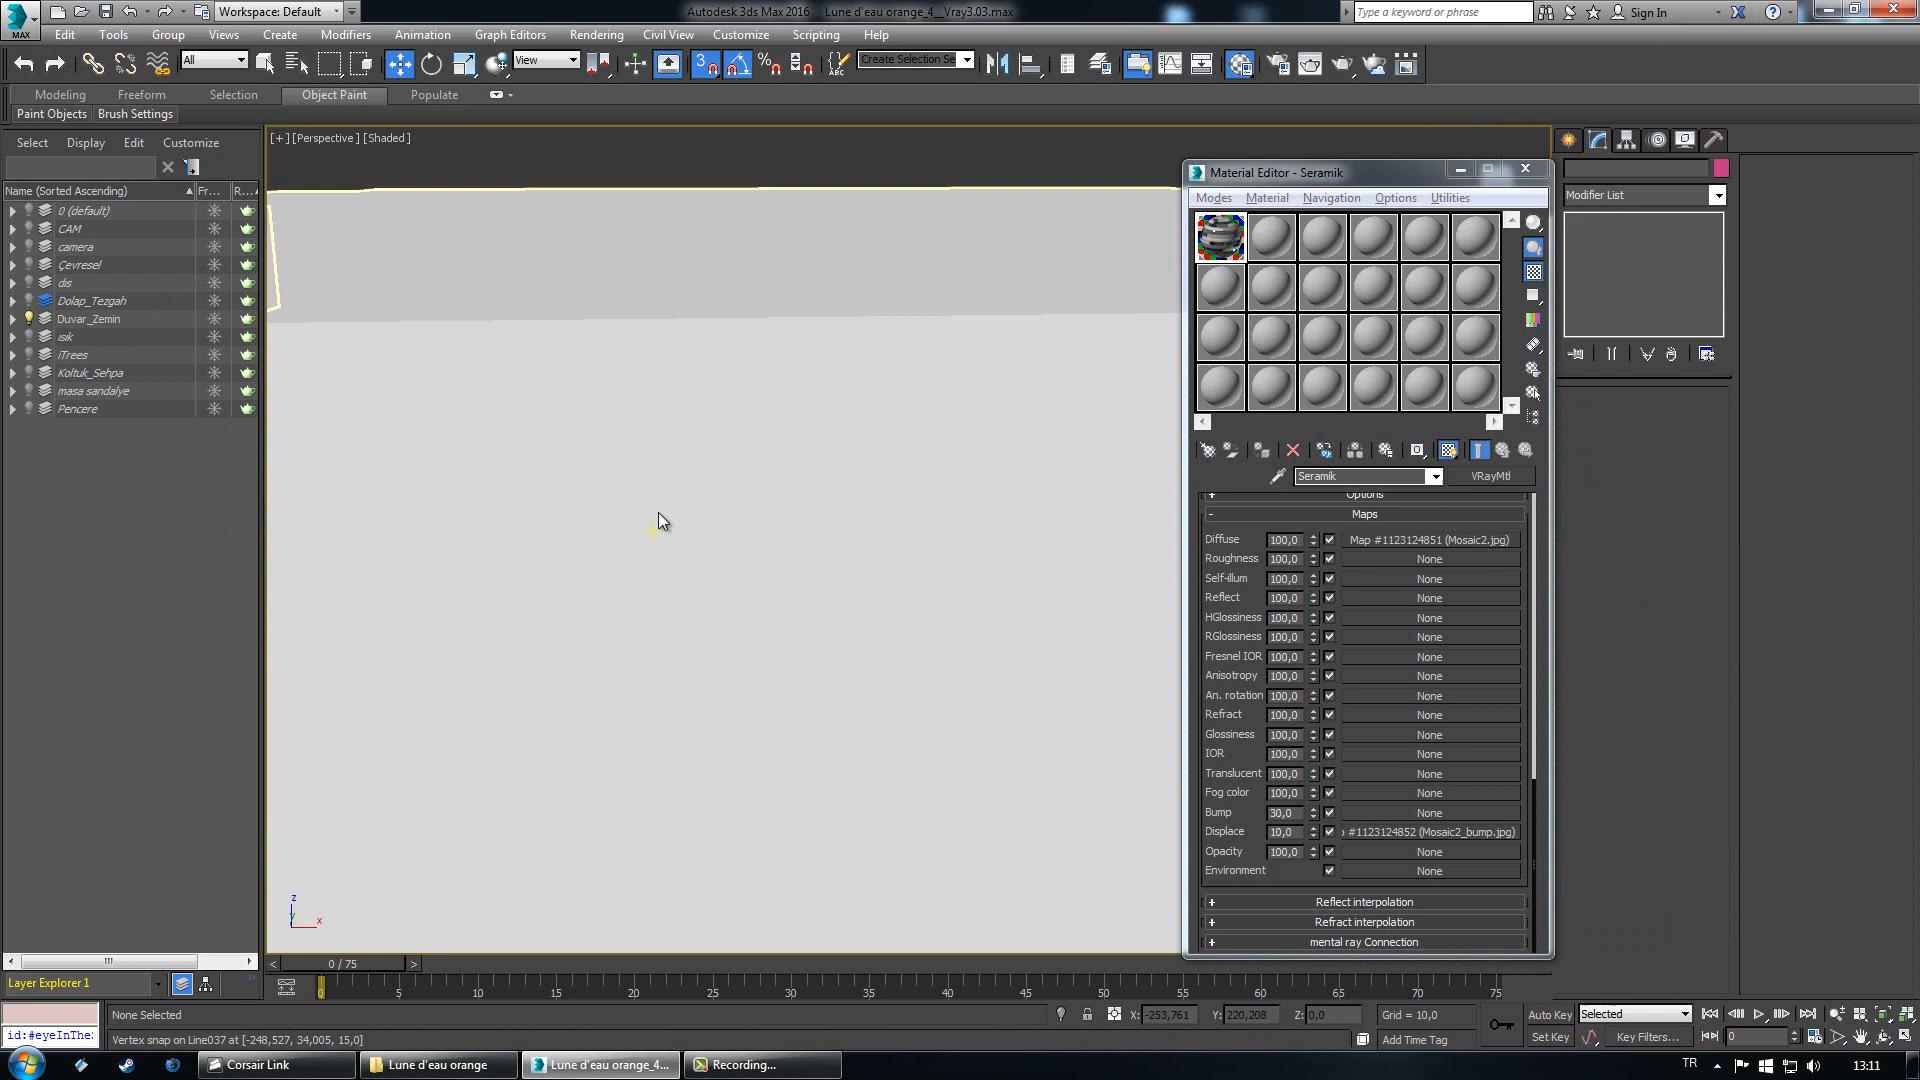 Workspace: Default
Autodesk 3ds Max 2016
Lune d'eau orange_4__Vray3.03.max
Type a keyword or phrase
Sign In
MAX
Edit Tools Group Views Create Modifiers Animation Graph Editors Rendering Civil View Customize Scripting Help
All
View
Create Selection Se
Modeling Freeform Selection Object Paint Populate
Paint Objects Brush Settings
Select Display Edit Customize
[+] [Perspective ] [Shaded ]
Name (Sorted Ascending) Fr... R...
0 (default)
CAM
camera
Çevresel
dıs
Dolap_Tezgah
Duvar_Zemin
ısık
iTrees
Koltuk_Sehpa
masa sandalye
Pencere
Material Editor - Seramik
Modes Material Navigation Options Utilities
Modifier List
Seramik VRayMtl
+ Options
- Maps
Diffuse 100,0 Map #1123124851 (Mosaic2.jpg)
Roughness 100,0 None
Self-illum 100,0 None
Reflect 100,0 None
HGlossiness 100,0 None
RGlossiness 100,0 None
Fresnel IOR 100,0 None
Anisotropy 100,0 None
An. rotation 100,0 None
Refract 100,0 None
Glossiness 100,0 None
IOR 100,0 None
Translucent 100,0 None
Fog color 100,0 None
Bump 30,0 None
Displace 10,0 #1123124852 (Mosaic2_bump.jpg)
Opacity 100,0 None
Environment None
+ Reflect interpolation
+ Refract interpolation
+ mental ray Connection
z
x
< 0 / 75 >
Layer Explorer 1
0 5 10 15 20 25 30 35 40 45 50 55 60 65 70 75
None Selected
X: -253,761 Y: 220,208 Z: 0,0 Grid = 10,0
Auto Key Selected
id:#eyeInThe:
Vertex snap on Line037 at [-248,527, 34,005, 15,0]
Add Time Tag
Set Key Key Filters... 0
Corsair Link
Lune d'eau orange
Lune d'eau orange_4...
Recording...
TR
13:11